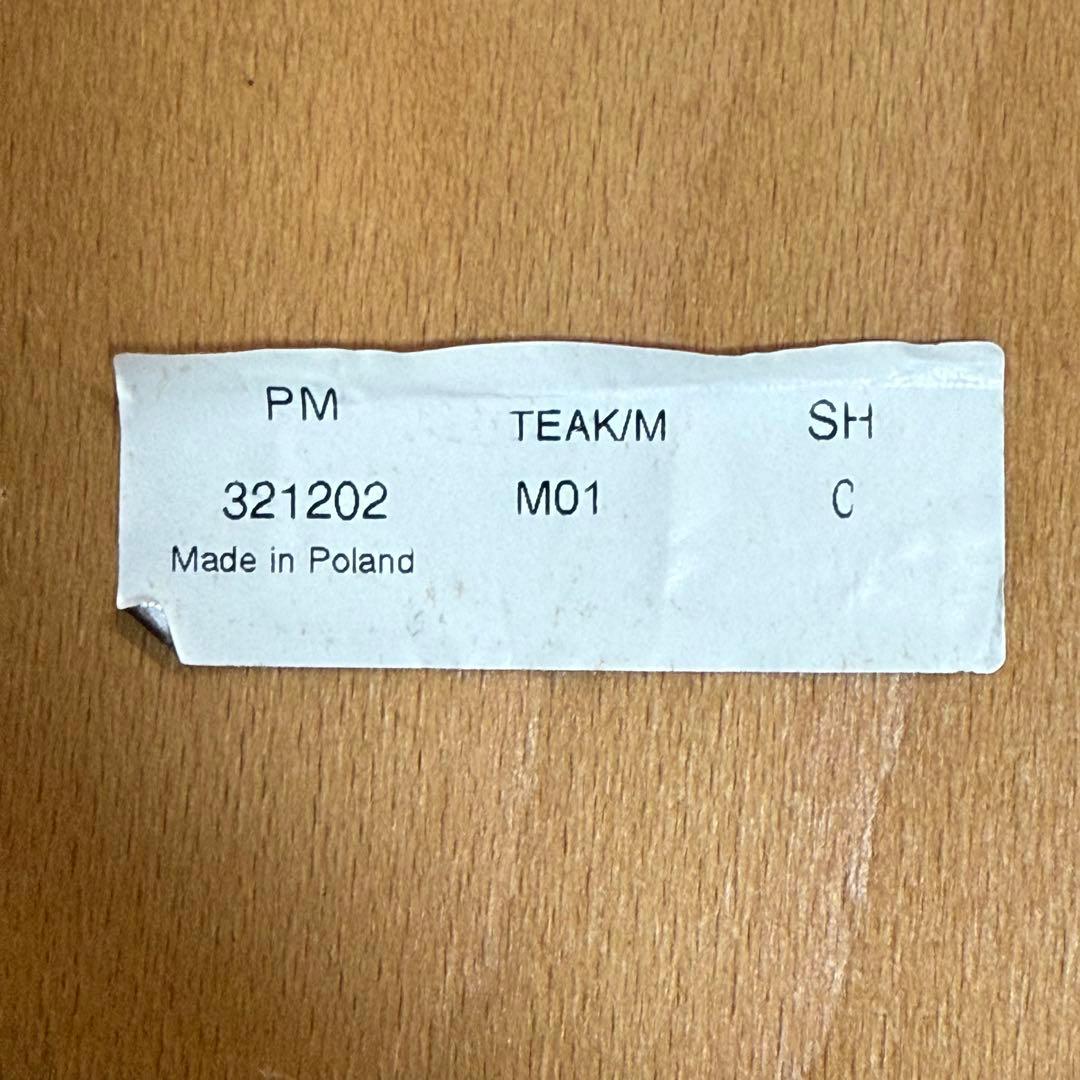 PM TEAK/M SH
321202 M01 C
Made in Poland